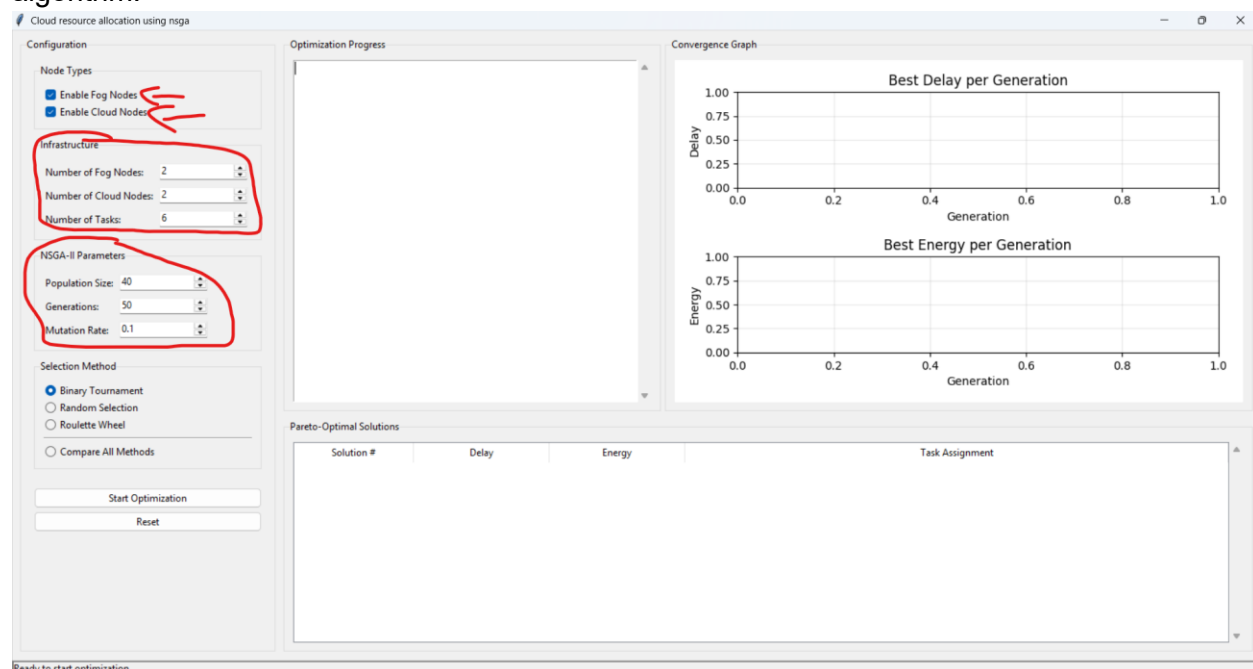 algorithm.
Cloud resource allocation using nsga
Configuration
Node Types
Enable Fog Nodes
Enable Cloud Nodes
Infrastructure
Number of Fog Nodes: 2
Number of Cloud Nodes: 2
Number of Tasks: 6
NSGA-II Parameters
Population Size: 40
Generations: 50
Mutation Rate: 0.1
Selection Method
Binary Tournament
Random Selection
Roulette Wheel
Compare All Methods
Start Optimization
Reset
Optimization Progress
Convergence Graph
Best Delay per Generation
Delay
1.00
0.75
0.50
0.25
0.00
0.0 0.2 0.4 0.6 0.8 1.0
Generation
Best Energy per Generation
Energy
1.00
0.75
0.50
0.25
0.00
0.0 0.2 0.4 0.6 0.8 1.0
Generation
Pareto-Optimal Solutions
Solution # Delay Energy Task Assignment
Ready to start optimization